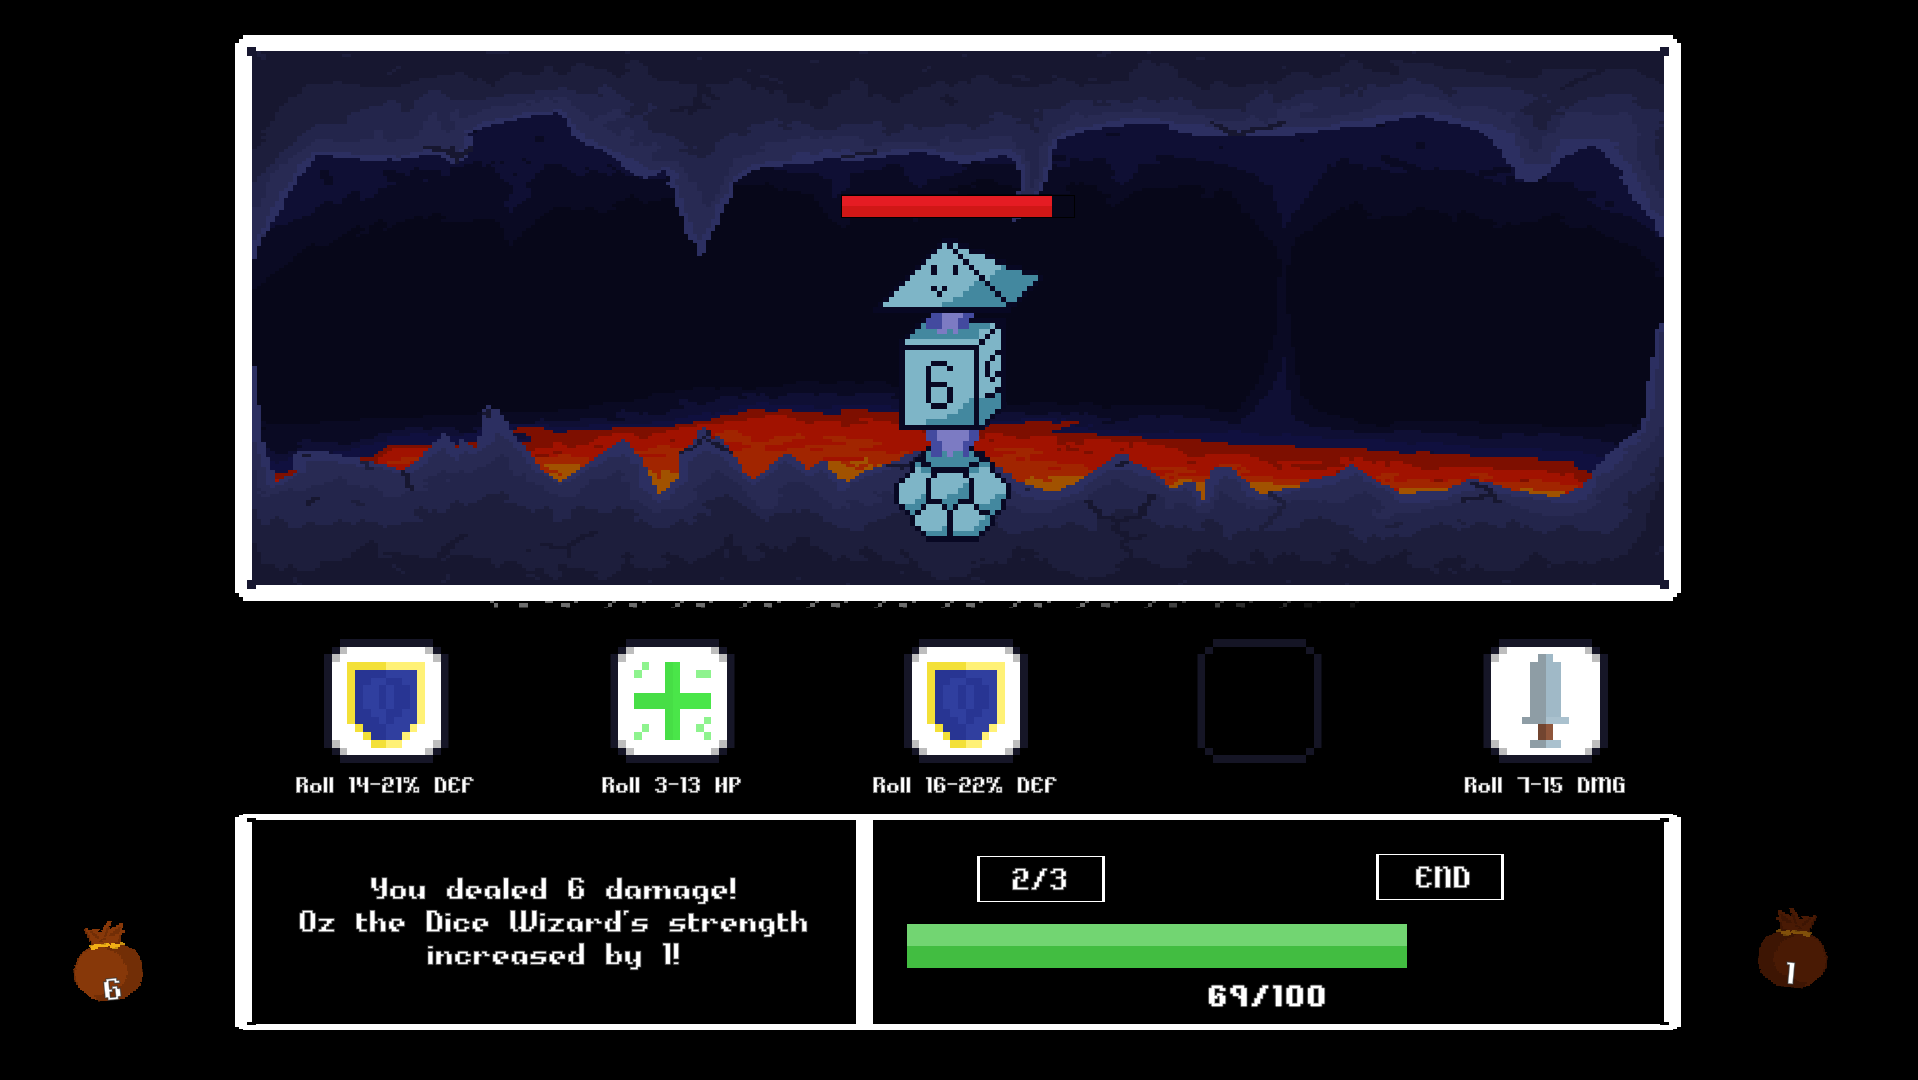 6
Roll 14-21% DEF
Roll 3-13 HP
Roll 16-22% DEF
Roll 7-15 DMG
You dealed 6 damage!
Oz the Dice Wizard's strength
increased by 1!
2/3
END
69/100
6
1